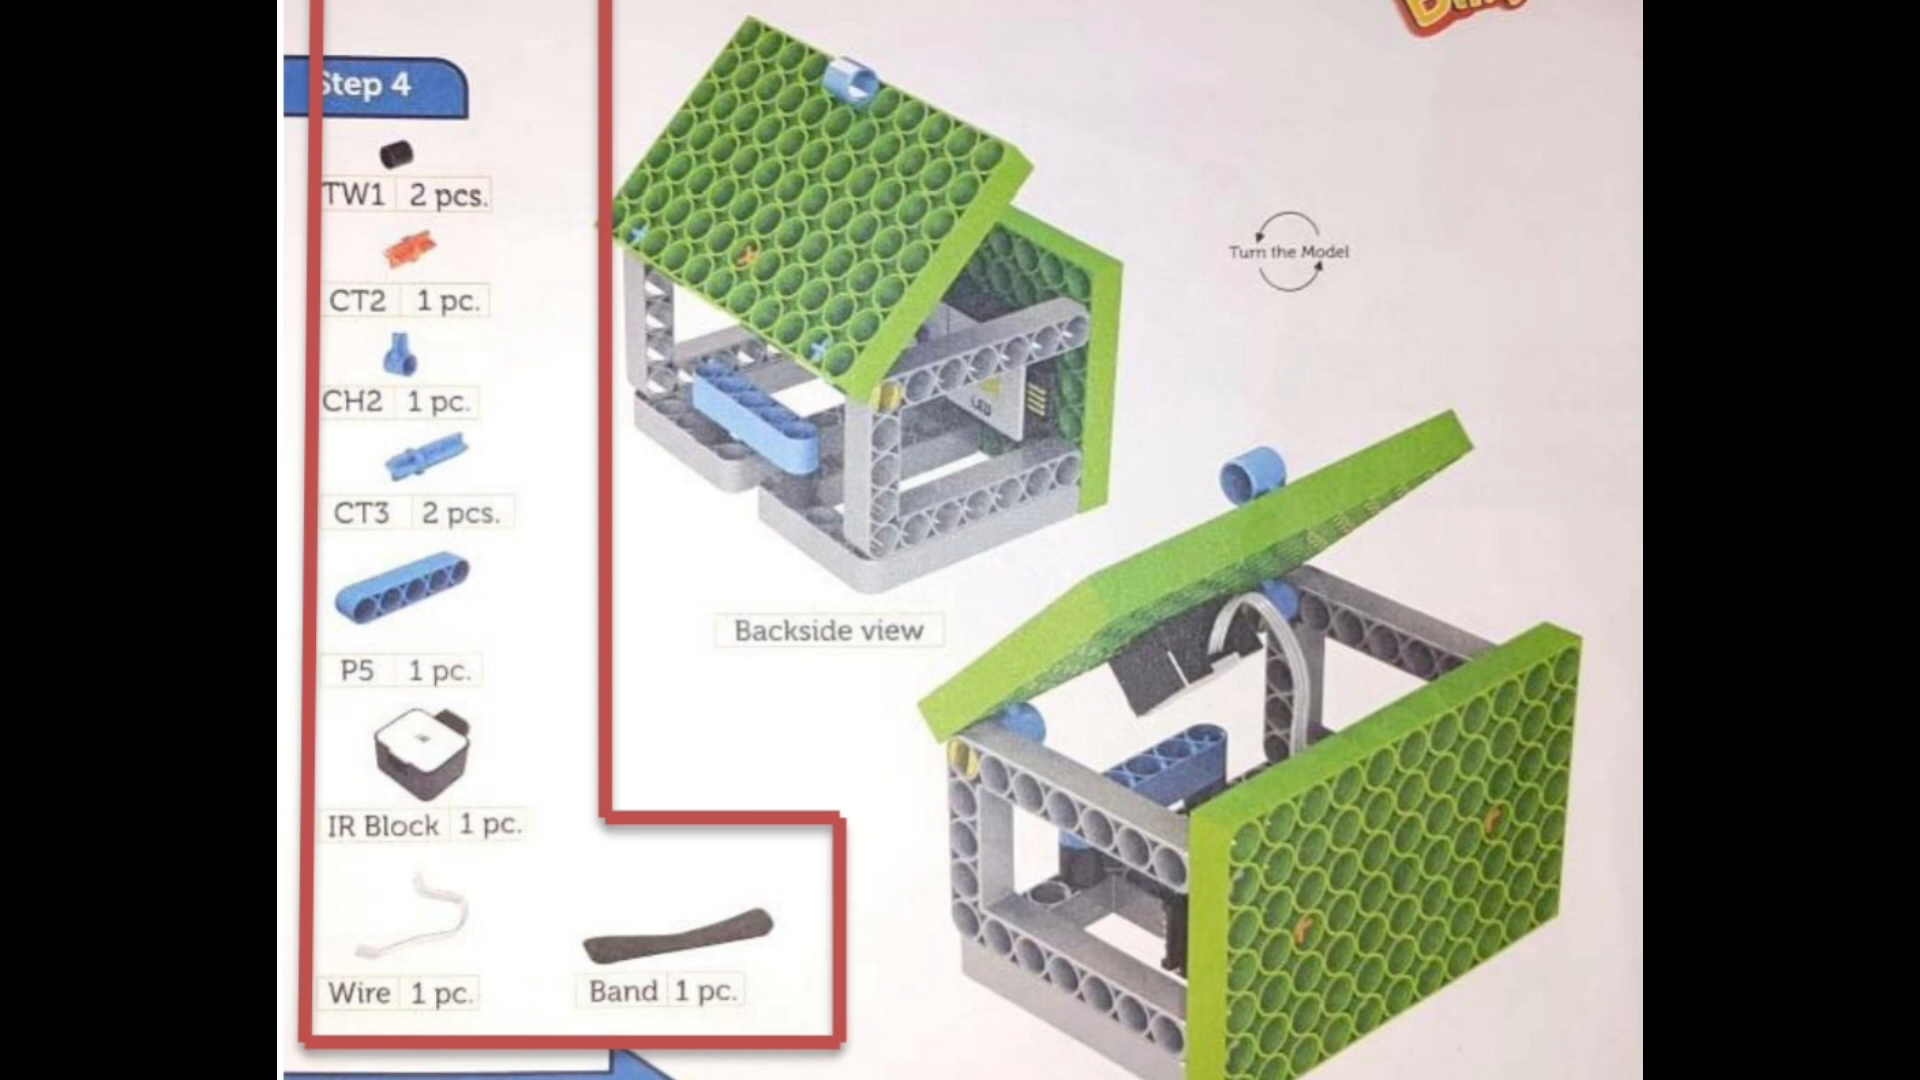 Step 4
TW1 2 pcs.
CT2 1 pc.
CH2 1 pc.
CT3 2 pcs.
P5 1 pc.
IR Block 1 pc.
Wire 1 pc.
Band 1 pc.
LED
Backside view
Turn the Model